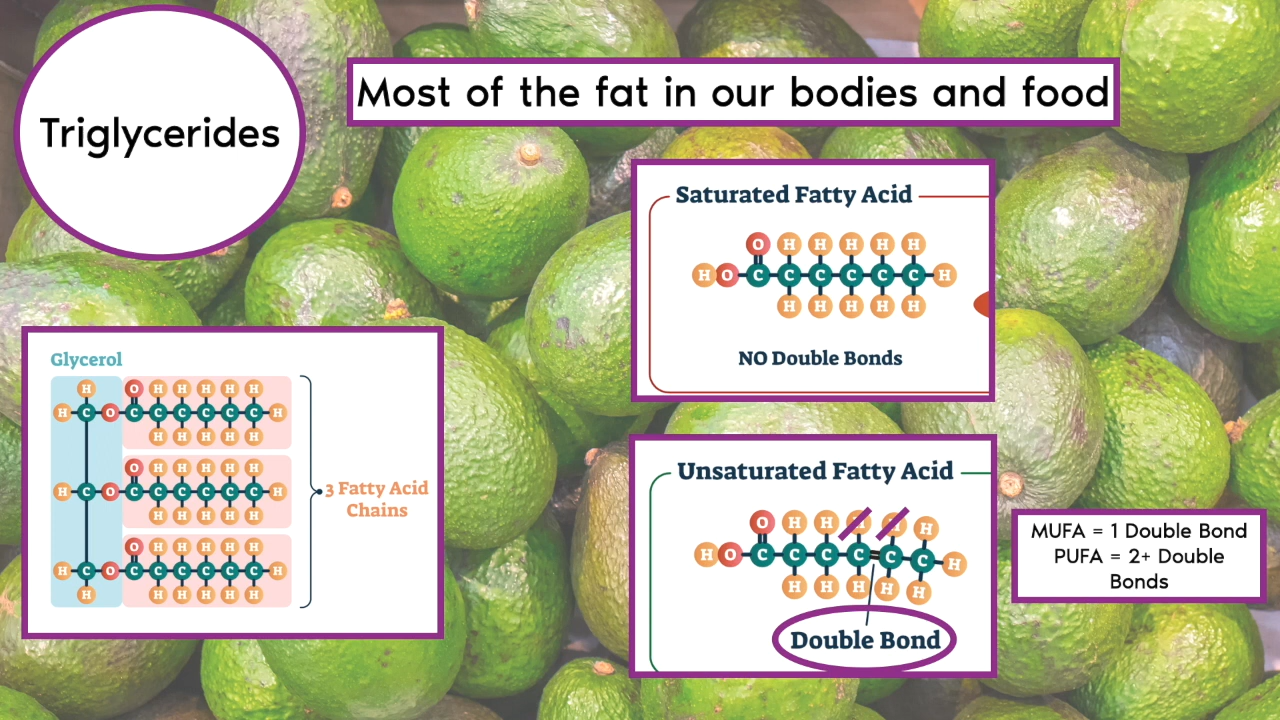 Triglycerides
Most of the fat in our bodies and food
Saturated Fatty Acid
O H H H H H
H O C C C C C C H
H H H H H
NO Double Bonds
Glycerol
H O H H H H H
H C O C C C C C C H
H H H H H
O H H H H H
H C O C C C C C C H
H H H H H
O H H H H H
H C O C C C C C C H
H H H H H H
3 Fatty Acid
Chains
Unsaturated Fatty Acid
O H H H H H
H O C C C C C C H
H H H H H
Double Bond
MUFA = 1 Double Bond
PUFA = 2+ Double
Bonds